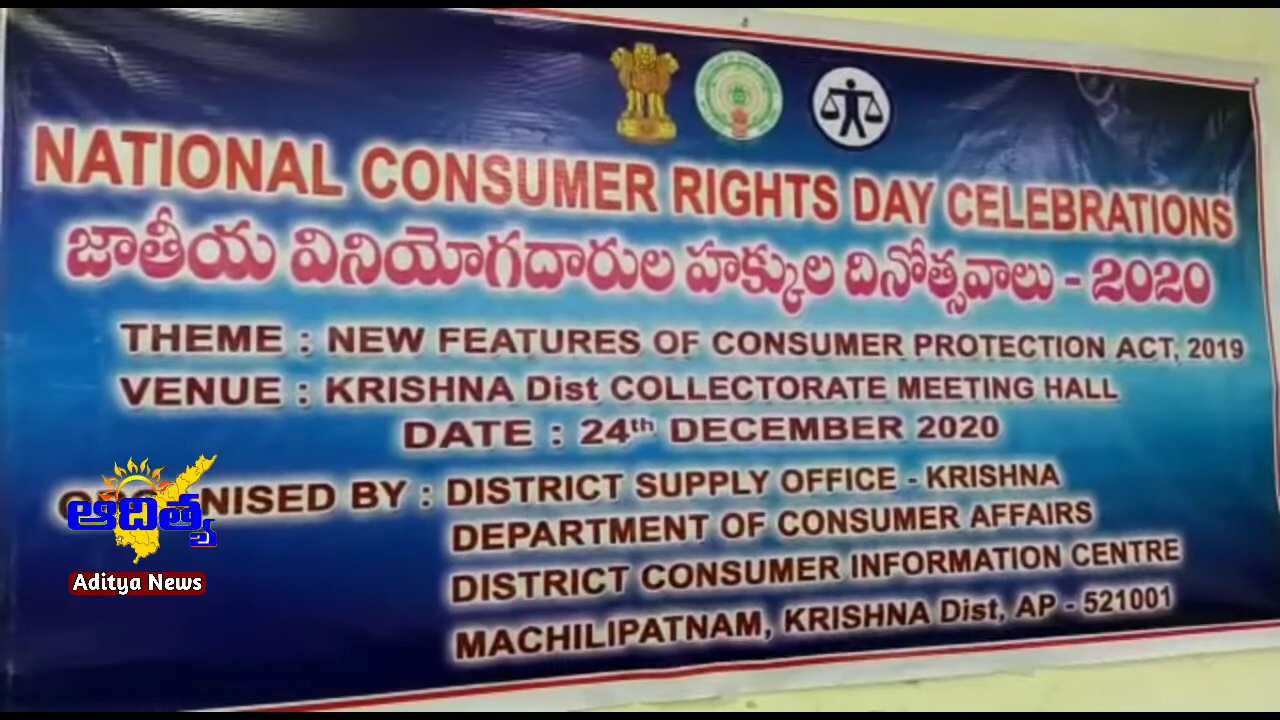 NATIONAL CONSUMER RIGHTS DAY CELEBRATIONS
జాతీయ వినియోగదారుల హక్కుల దినోత్సవాలు - 2020
THEME : NEW FEATURES OF CONSUMER PROTECTION ACT, 2019
VENUE : KRISHNA Dist COLLECTORATE MEETING HALL
DATE : 24th DECEMBER 2020
BY : DISTRICT SUPPLY OFFICE - KRISHNA
DEPARTMENT OF CONSUMER AFFAIRS
DISTRICT CONSUMER INFORMATION CENTRE
MACHILIPATNAM, KRISHNA Dist, AP - 521001
ఆదిత్య
Aditya News